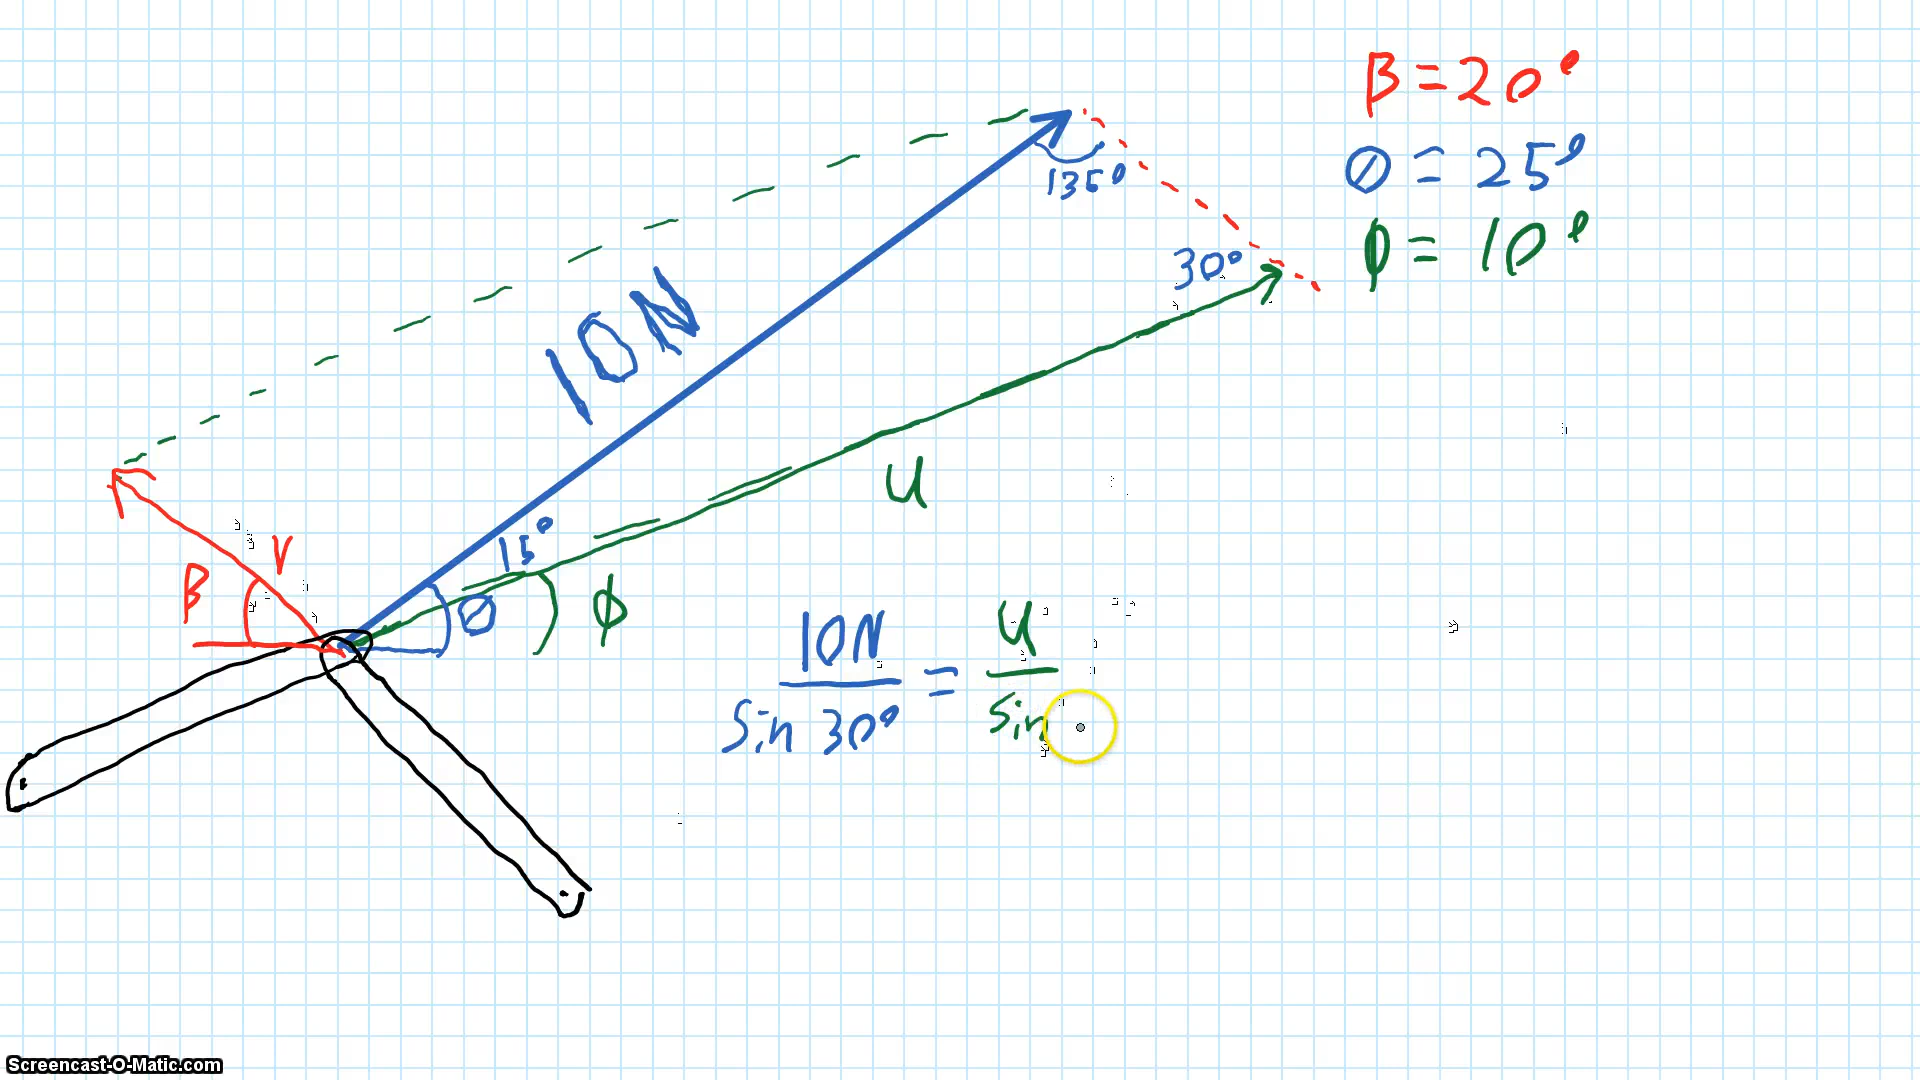 β = 20°
θ = 25°
ϕ = 10°
135°
30°
10N
u
15°
V
β
θ
ϕ
10N/sin 30° = u/sin
Screencast-O-Matic.com